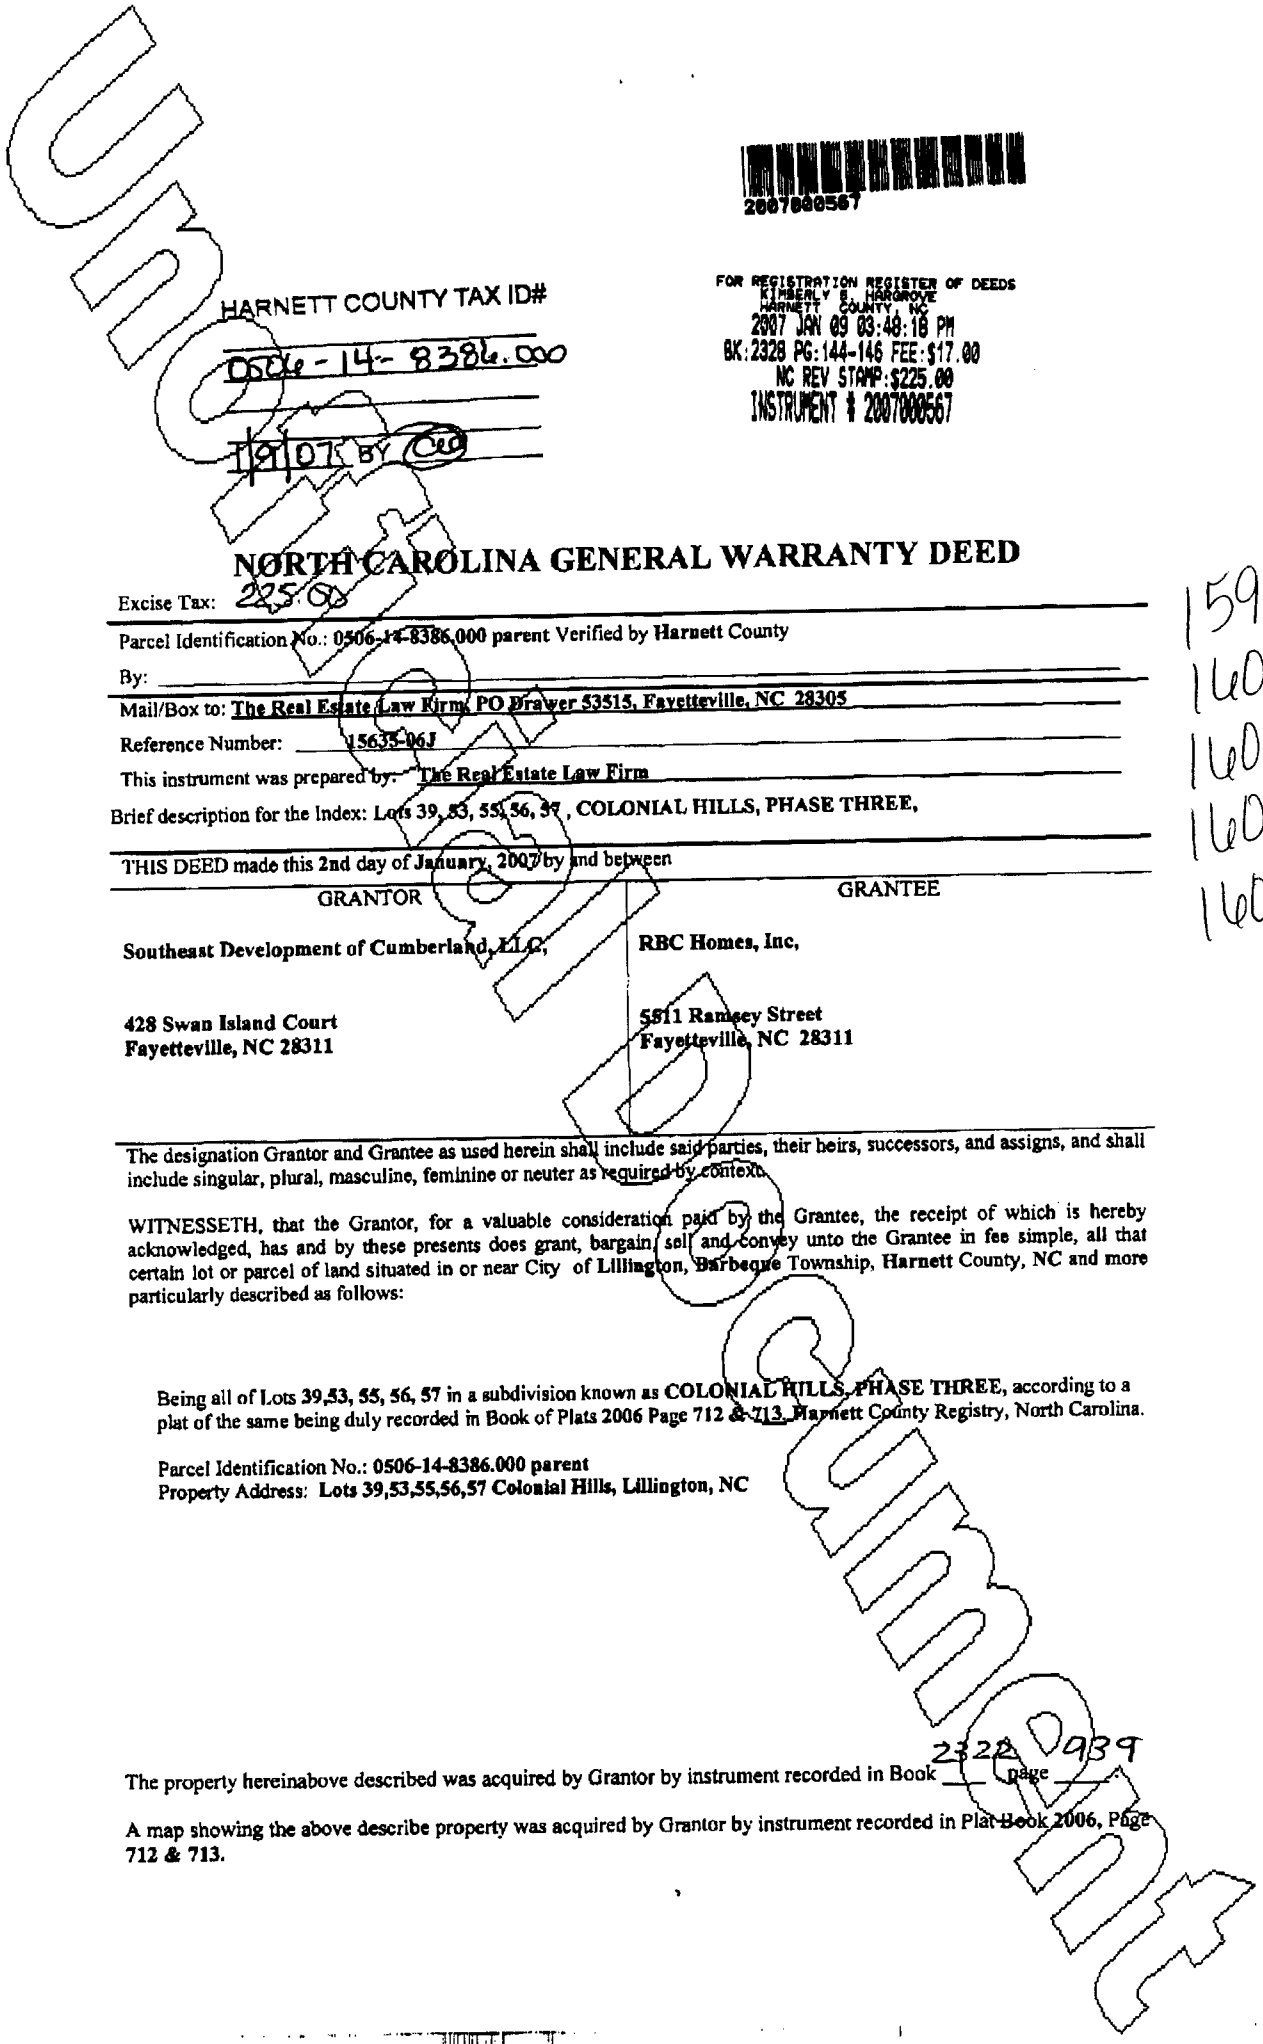 2007000567
HARNETT COUNTY TAX ID#
0506-14-8386.000
1/9/07 BY
FOR REGISTRATION REGISTER OF DEEDS
KIMBERLY S. HARGROVE
HARNETT COUNTY, NC
2007 JAN 09 03:48:18 PM
BK:2328 PG:144-146 FEE:$17.00
NC REV STAMP:$225.00
INSTRUMENT # 2007000567
NORTH CAROLINA GENERAL WARRANTY DEED
Excise Tax: 225.00
Parcel Identification No.: 0506-14-8386.000 parent Verified by Harnett County
By:
Mail/Box to: The Real Estate Law Firm, PO Drawer 53515, Fayetteville, NC 28305
Reference Number: 15635-06J
This instrument was prepared by: The Real Estate Law Firm
Brief description for the Index: Lots 39, 53, 55, 56, 57 , COLONIAL HILLS, PHASE THREE,
159
160
160
160
160
THIS DEED made this 2nd day of January, 2007 by and between
GRANTOR GRANTEE
Southeast Development of Cumberland, LLC, RBC Homes, Inc,
428 Swan Island Court 5511 Ramsey Street
Fayetteville, NC 28311 Fayetteville, NC 28311
The designation Grantor and Grantee as used herein shall include said parties, their heirs, successors, and assigns, and shall
include singular, plural, masculine, feminine or neuter as required by context.
WITNESSETH, that the Grantor, for a valuable consideration paid by the Grantee, the receipt of which is hereby
acknowledged, has and by these presents does grant, bargain, sell and convey unto the Grantee in fee simple, all that
certain lot or parcel of land situated in or near City of Lillington, Barbeque Township, Harnett County, NC and more
particularly described as follows:
Being all of Lots 39,53, 55, 56, 57 in a subdivision known as COLONIAL HILLS, PHASE THREE, according to a
plat of the same being duly recorded in Book of Plats 2006 Page 712 & 713, Harnett County Registry, North Carolina.
Parcel Identification No.: 0506-14-8386.000 parent
Property Address: Lots 39,53,55,56,57 Colonial Hills, Lillington, NC
The property hereinabove described was acquired by Grantor by instrument recorded in Book 2322 page 939.
A map showing the above describe property was acquired by Grantor by instrument recorded in Plat Book 2006, Page
712 & 713.
Unofficial Document